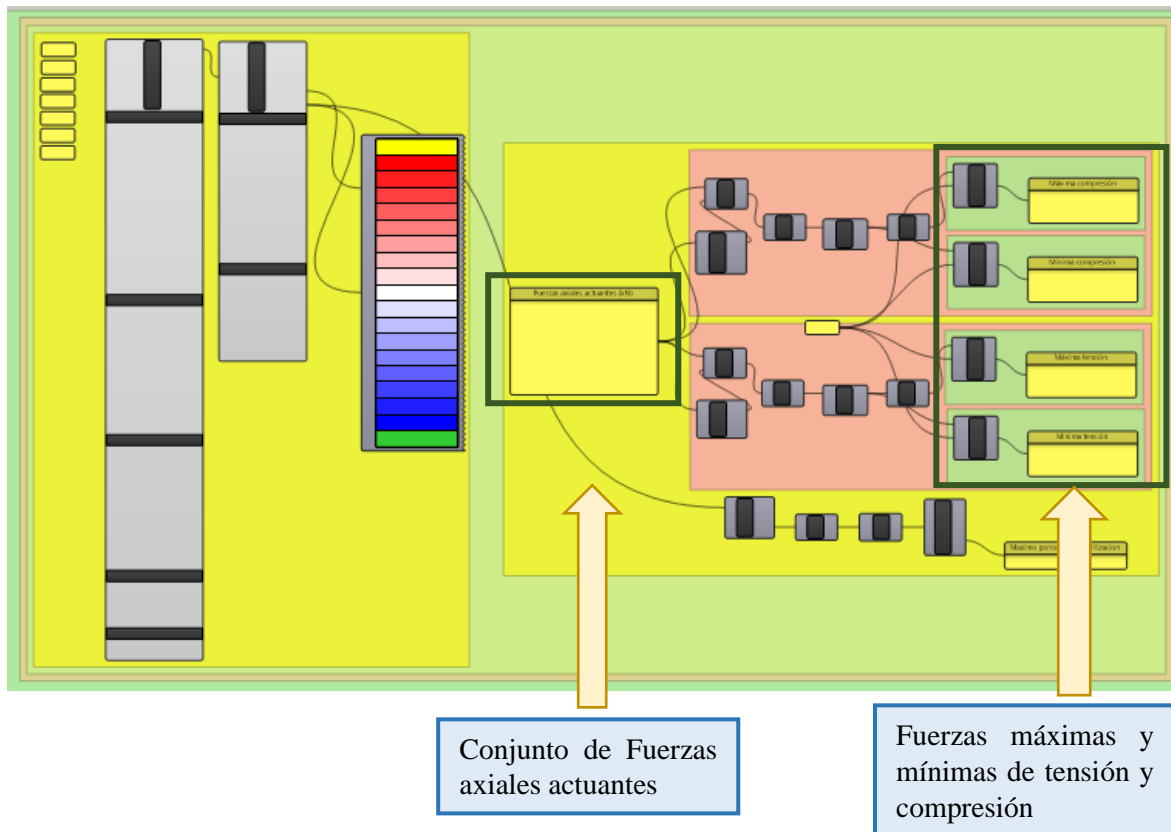 Máxima compresión
Mínima compresión
Fuerzas axiales actuantes (kN)
Máxima tensión
Mínima tensión
Maximo
Conjunto de Fuerzas
axiales actuantes
Fuerzas máximas y
mínimas de tensión y
compresión